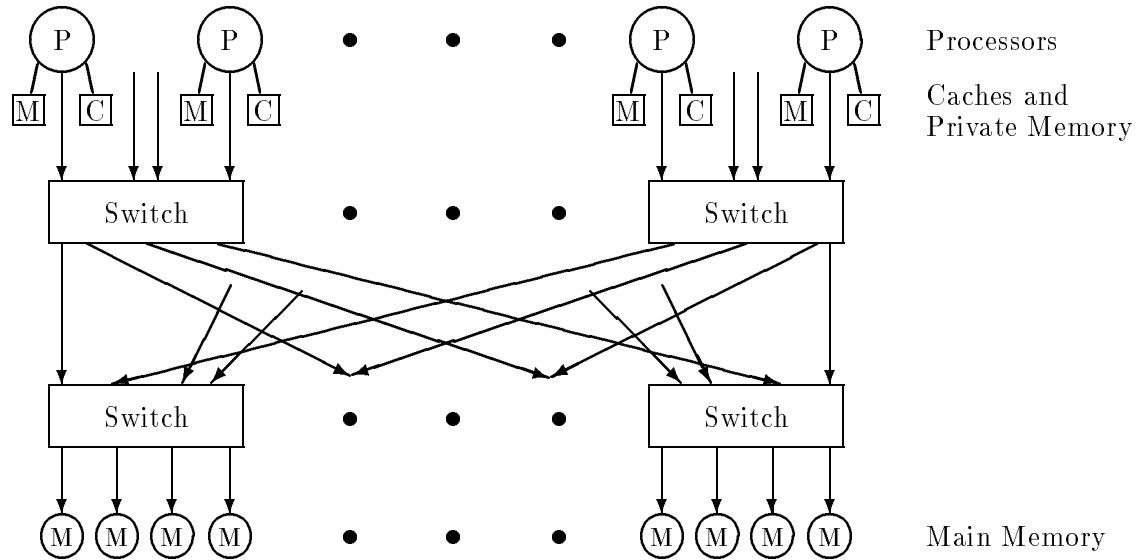 P P P P Processors
M C M C M C M C Caches and
Private Memory
Switch Switch
Switch Switch
M M M M M M M M Main Memory